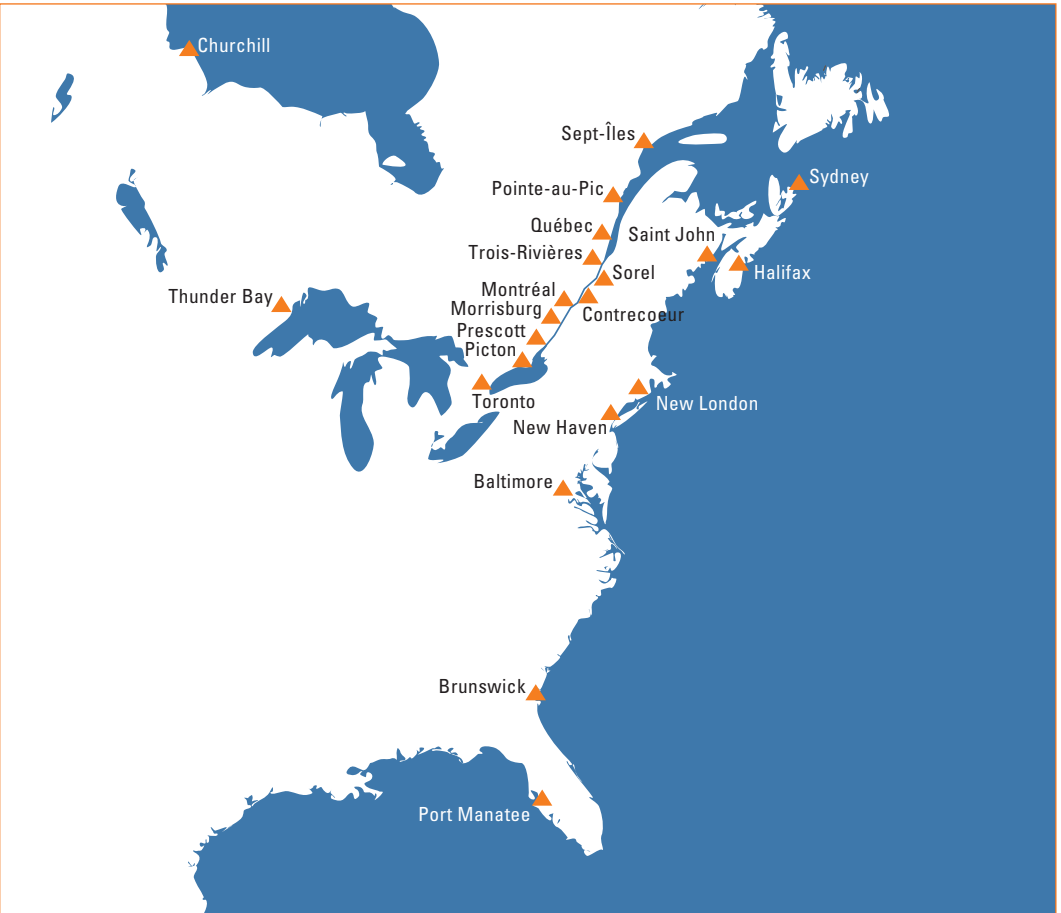 Churchill
Sept-Îles
Sydney
Pointe-au-Pic
Québec
Saint John
Trois-Rivières
Sorel
Halifax
Montréal
Thunder Bay
Morrisburg
Contrecoeur
Prescott
Picton
Toronto
New London
New Haven
Baltimore
Brunswick
Port Manatee